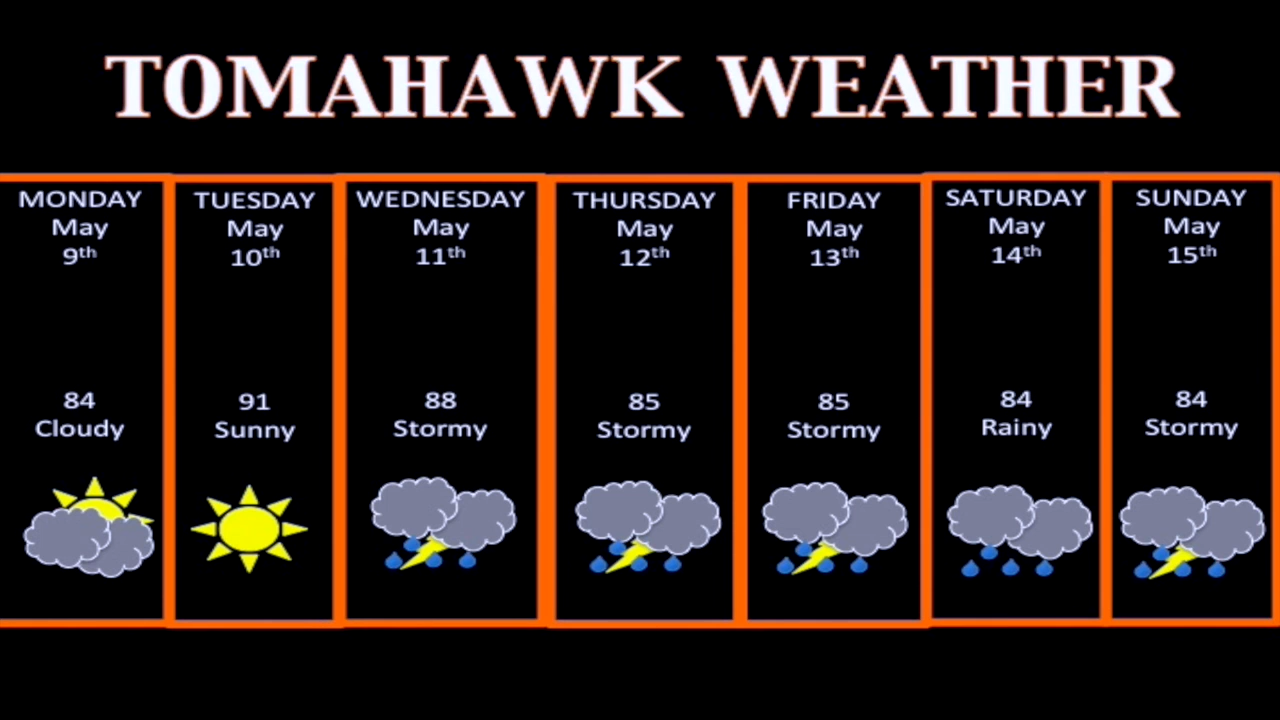 TOMAHAWK WEATHER
MONDAY
May
9th
84
Cloudy
TUESDAY
May
10th
91
Sunny
WEDNESDAY
May
11th
88
Stormy
THURSDAY
May
12th
85
Stormy
FRIDAY
May
13th
85
Stormy
SATURDAY
May
14th
84
Rainy
SUNDAY
May
15th
84
Stormy